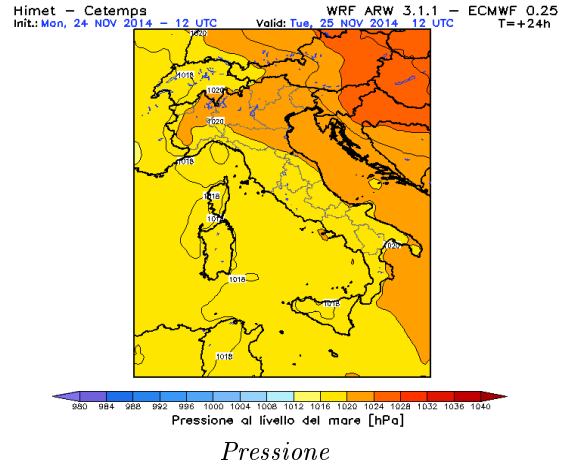 Himet – Cetemps WRF ARW 3.1.1 – ECMWF 0.25
Init.: Mon, 24 NOV 2014 – 12 UTC Valid: Tue, 25 NOV 2014 12 UTC T=+24h
1018
1020
1020
1018
1018
1020
1018
1018
1018
980 984 988 992 996 1000 1004 1008 1012 1016 1020 1024 1028 1032 1036 1040
Pressione al livello del mare [hPa]
Pressione